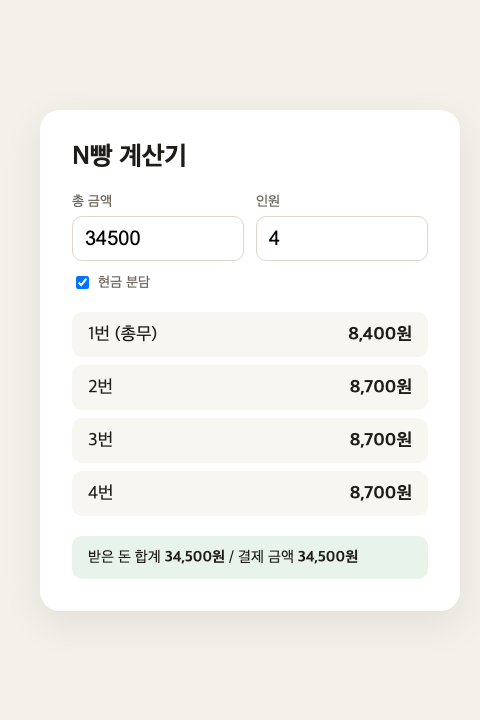 N빵 계산기
총 금액 인원
34500 4
현금 분담
1번 (총무) 8,400원
2번 8,700원
3번 8,700원
4번 8,700원
받은 돈 합계 34,500원 / 결제 금액 34,500원